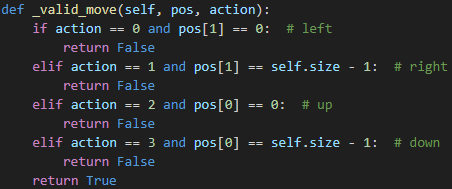 def _valid_move(self, pos, action):
    if action == 0 and pos[1] == 0:  # left
        return False
    elif action == 1 and pos[1] == self.size - 1:  # right
        return False
    elif action == 2 and pos[0] == 0:  # up
        return False
    elif action == 3 and pos[0] == self.size - 1:  # down
        return False
    return True